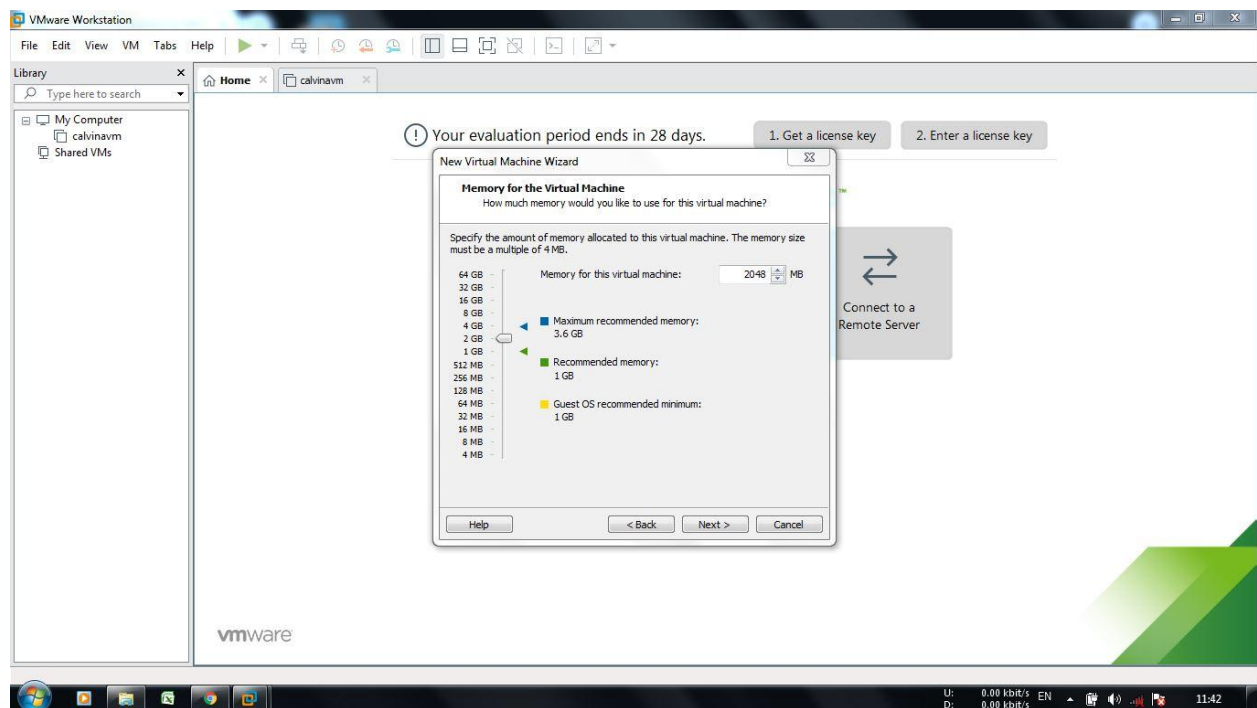 VMware Workstation
File Edit View VM Tabs Help
Library
Type here to search
My Computer
calvinavm
Shared VMs
Home
calvinavm
Your evaluation period ends in 28 days.
1. Get a license key
2. Enter a license key
New Virtual Machine Wizard
Memory for the Virtual Machine
How much memory would you like to use for this virtual machine?
Specify the amount of memory allocated to this virtual machine. The memory size
must be a multiple of 4 MB.
64 GB
32 GB
16 GB
8 GB
4 GB
2 GB
1 GB
512 MB
256 MB
128 MB
64 MB
32 MB
16 MB
8 MB
4 MB
Memory for this virtual machine: 2048 MB
Maximum recommended memory:
3.6 GB
Recommended memory:
1 GB
Guest OS recommended minimum:
1 GB
Help
< Back
Next >
Cancel
™
Connect to a
Remote Server
vmware
U: 0.00 kbit/s
D: 0.00 kbit/s
EN
11:42